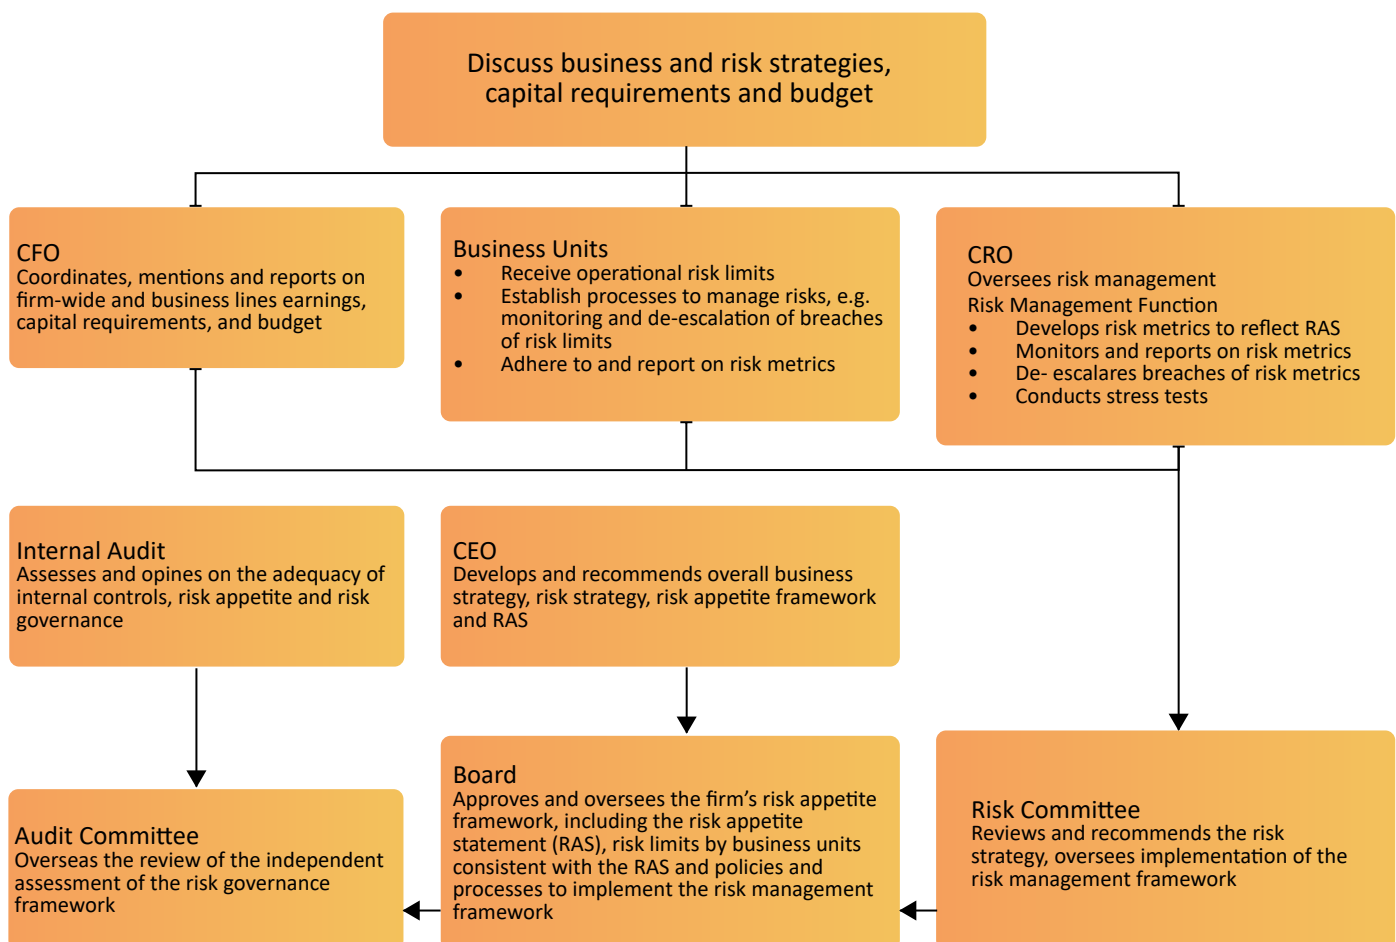 Discuss business and risk strategies,
capital requirements and budget
CFO
Coordinates, mentions and reports on
firm-wide and business lines earnings,
capital requirements, and budget
Business Units
• Receive operational risk limits
• Establish processes to manage risks, e.g.
monitoring and de-escalation of breaches
of risk limits
• Adhere to and report on risk metrics
CRO
Oversees risk management
Risk Management Function
• Develops risk metrics to reflect RAS
• Monitors and reports on risk metrics
• De- escalares breaches of risk metrics
• Conducts stress tests
Internal Audit
Assesses and opines on the adequacy of
internal controls, risk appetite and risk
governance
CEO
Develops and recommends overall business
strategy, risk strategy, risk appetite framework
and RAS
Audit Committee
Overseas the review of the independent
assessment of the risk governance
framework
Board
Approves and oversees the firm’s risk appetite
framework, including the risk appetite
statement (RAS), risk limits by business units
consistent with the RAS and policies and
processes to implement the risk management
framework
Risk Committee
Reviews and recommends the risk
strategy, oversees implementation of the
risk management framework